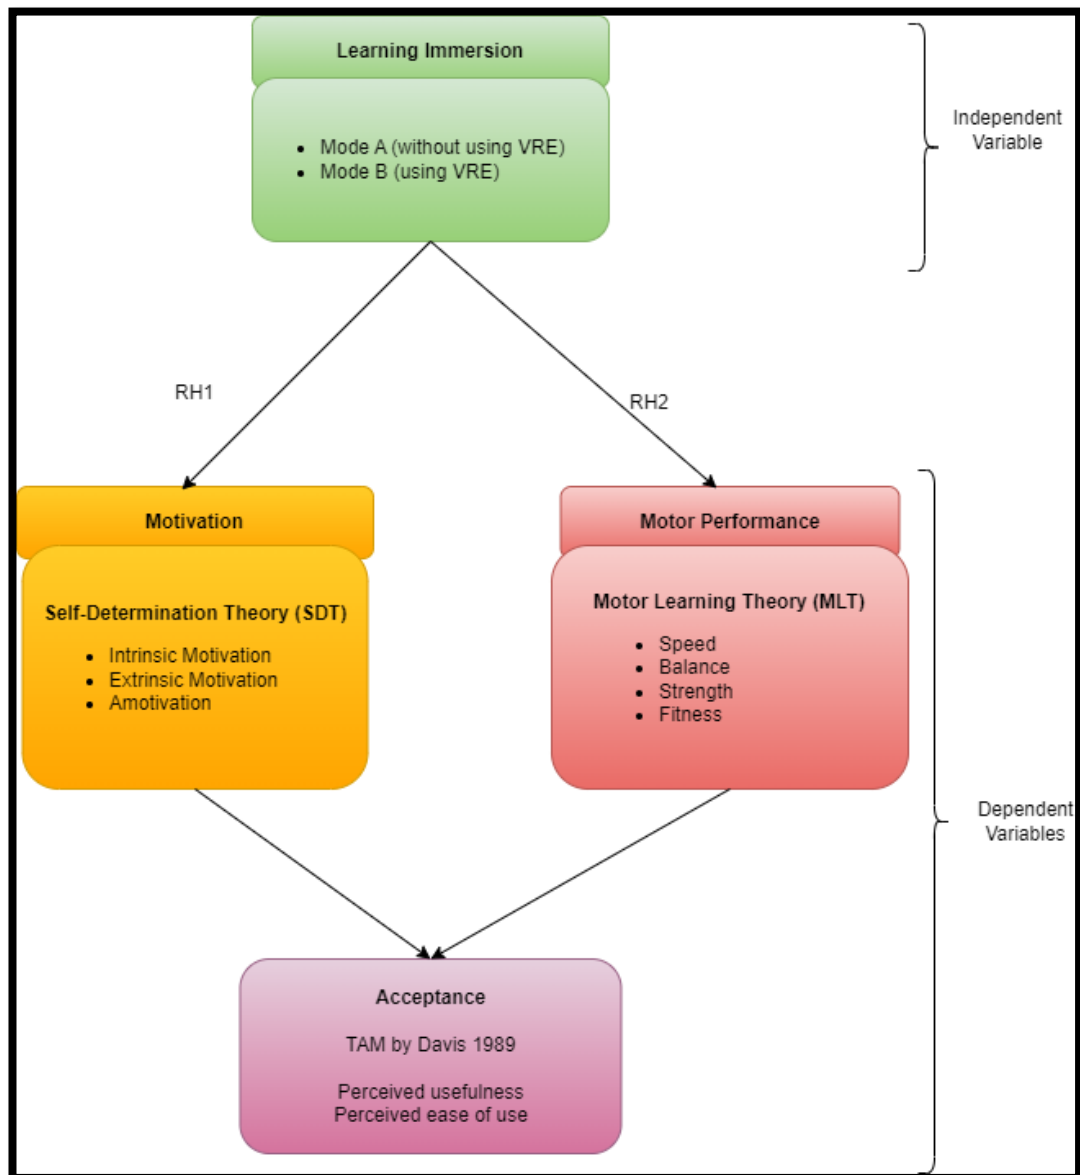 Learning Immersion
• Mode A (without using VRE)
• Mode B (using VRE)
Independent
Variable
RH1
RH2
Motivation
Self-Determination Theory (SDT)
• Intrinsic Motivation
• Extrinsic Motivation
• Amotivation
Motor Performance
Motor Learning Theory (MLT)
• Speed
• Balance
• Strength
• Fitness
Dependent
Variables
Acceptance
TAM by Davis 1989
Perceived usefulness
Perceived ease of use